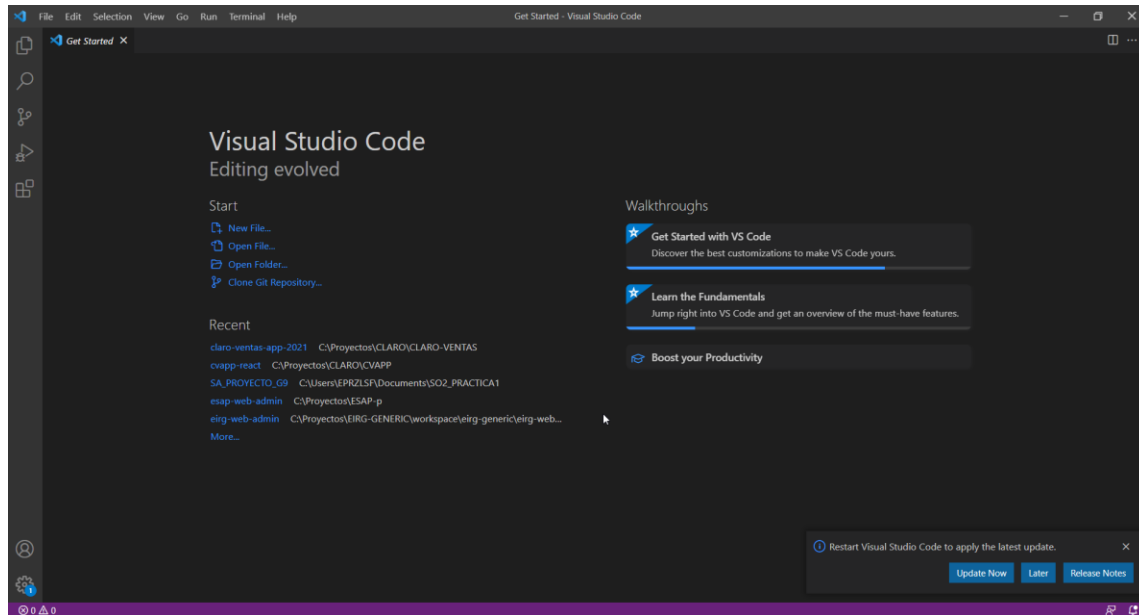 File Edit Selection View Go Run Terminal Help
Get Started - Visual Studio Code
Get Started
Visual Studio Code
Editing evolved
Start
New File...
Open File...
Open Folder...
Clone Git Repository...
Recent
claro-ventas-app-2021 C:\Proyectos\CLARO\CLARO-VENTAS
cvapp-react C:\Proyectos\CLARO\CVAPP
SA_PROYECTO_G9 C:\Users\EPRZLSF\Documents\SO2_PRACTICA1
esap-web-admin C:\Proyectos\ESAP-p
eirg-web-admin C:\Proyectos\EIRG-GENERIC\workspace\eirg-generic\eirg-web...
More...
Walkthroughs
Get Started with VS Code
Discover the best customizations to make VS Code yours.
Learn the Fundamentals
Jump right into VS Code and get an overview of the must-have features.
Boost your Productivity
Restart Visual Studio Code to apply the latest update.
Update Now Later Release Notes
1
0 0